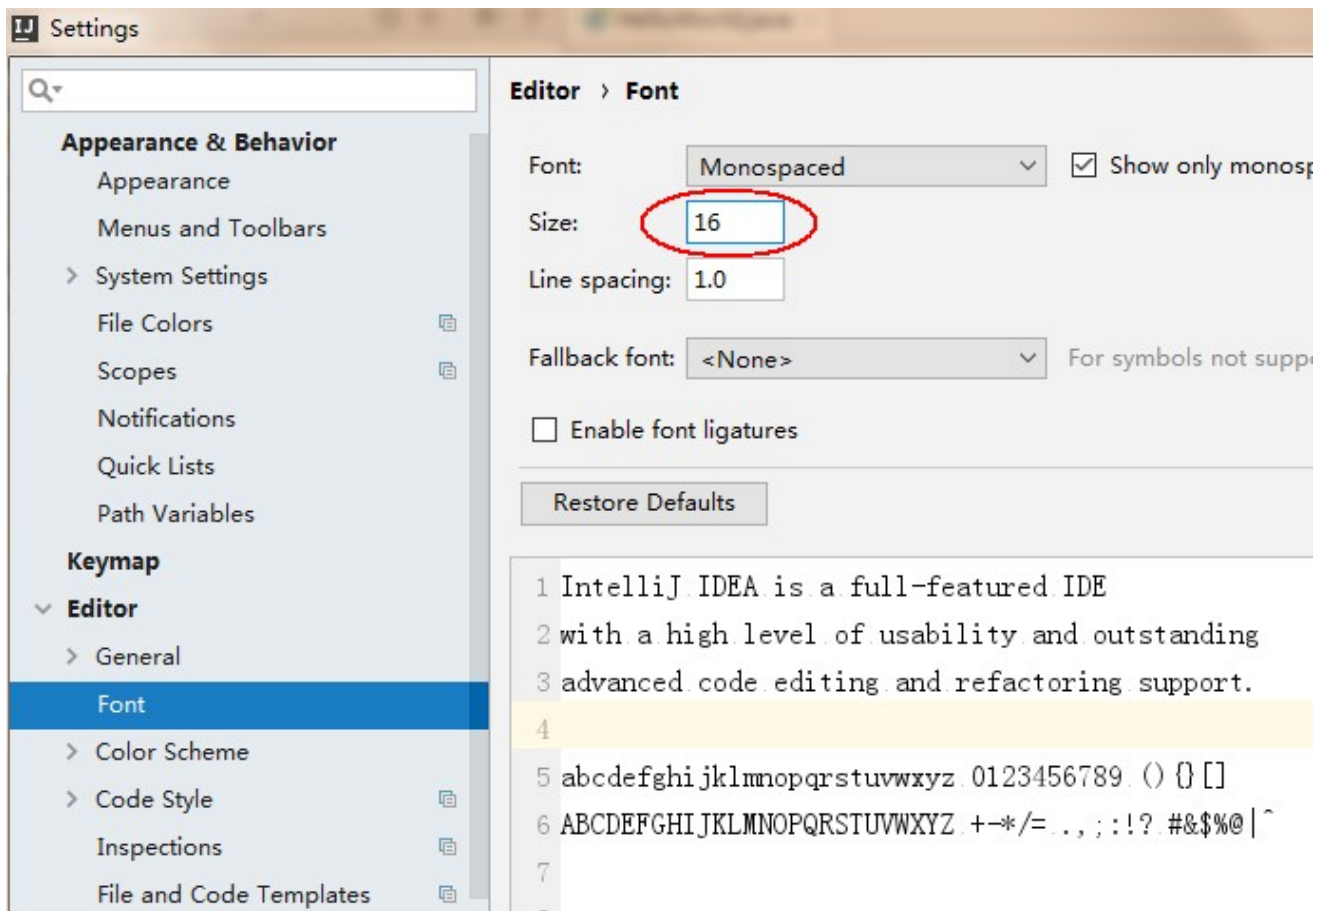 IJ Settings
Appearance & Behavior
Appearance
Menus and Toolbars
System Settings
File Colors
Scopes
Notifications
Quick Lists
Path Variables
Keymap
Editor
General
Font
Color Scheme
Code Style
Inspections
File and Code Templates
Editor > Font
Font: Monospaced Show only monosp
Size: 16
Line spacing: 1.0
Fallback font: <None> For symbols not supp
Enable font ligatures
Restore Defaults
1 IntelliJ IDEA is a full-featured IDE
2 with a high level of usability and outstanding
3 advanced code editing and refactoring support.
4
5 abcdefghijklmnopqrstuvwxyz 0123456789 (){}[]
6 ABCDEFGHIJKLMNOPQRSTUVWXYZ +-*/= .,;:!? #&$%@|^
7